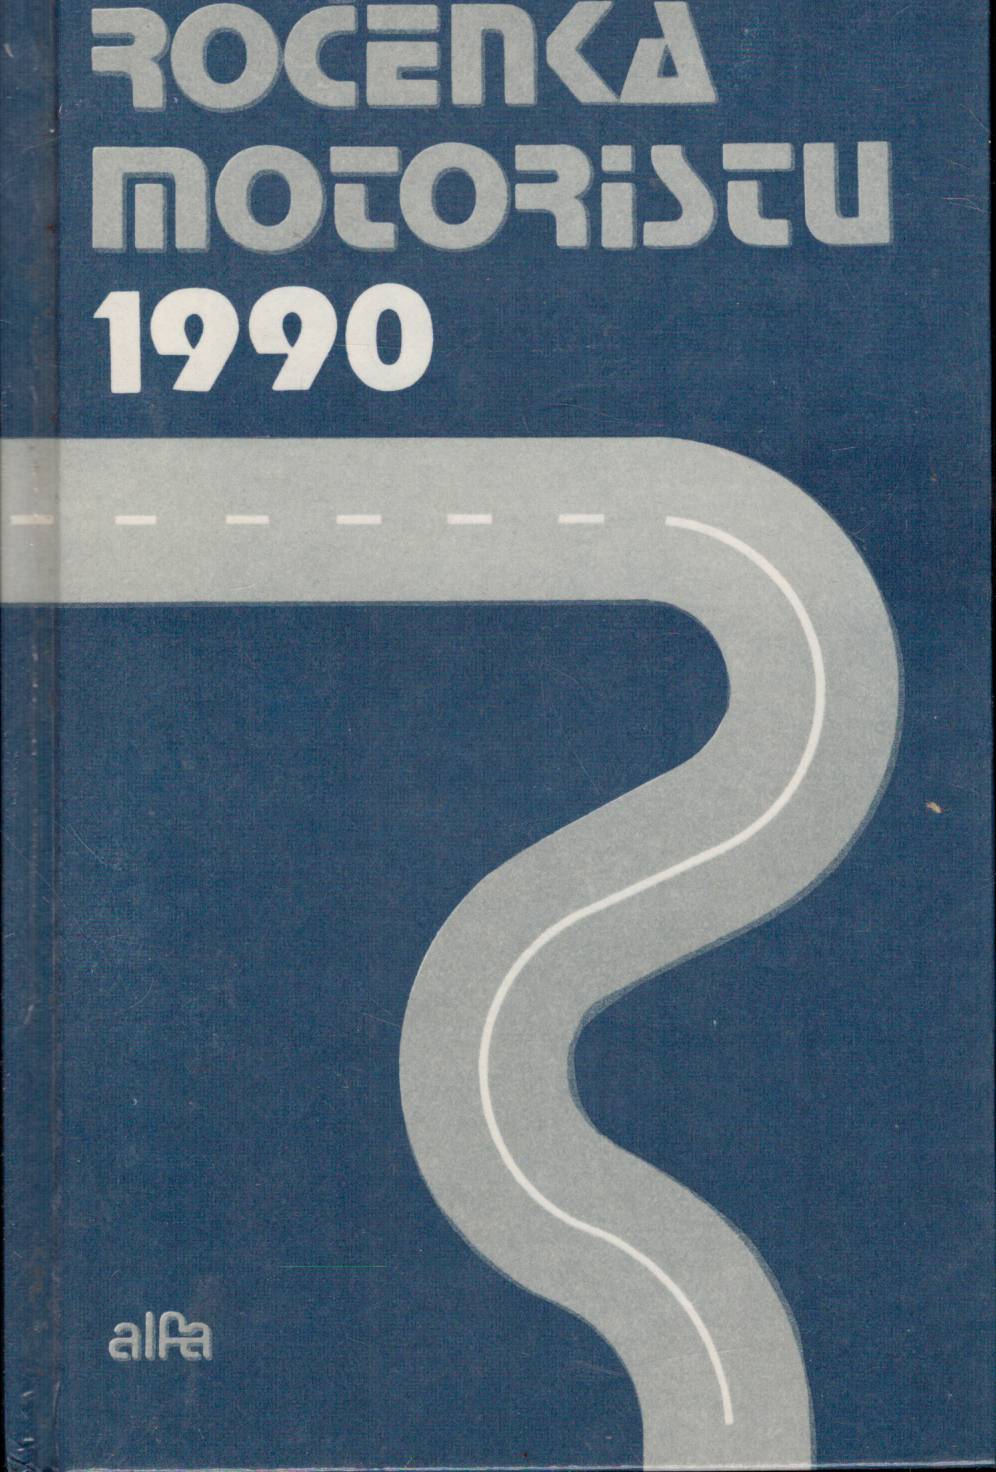 ROČENKA
MOTORISTU
1990
alfa